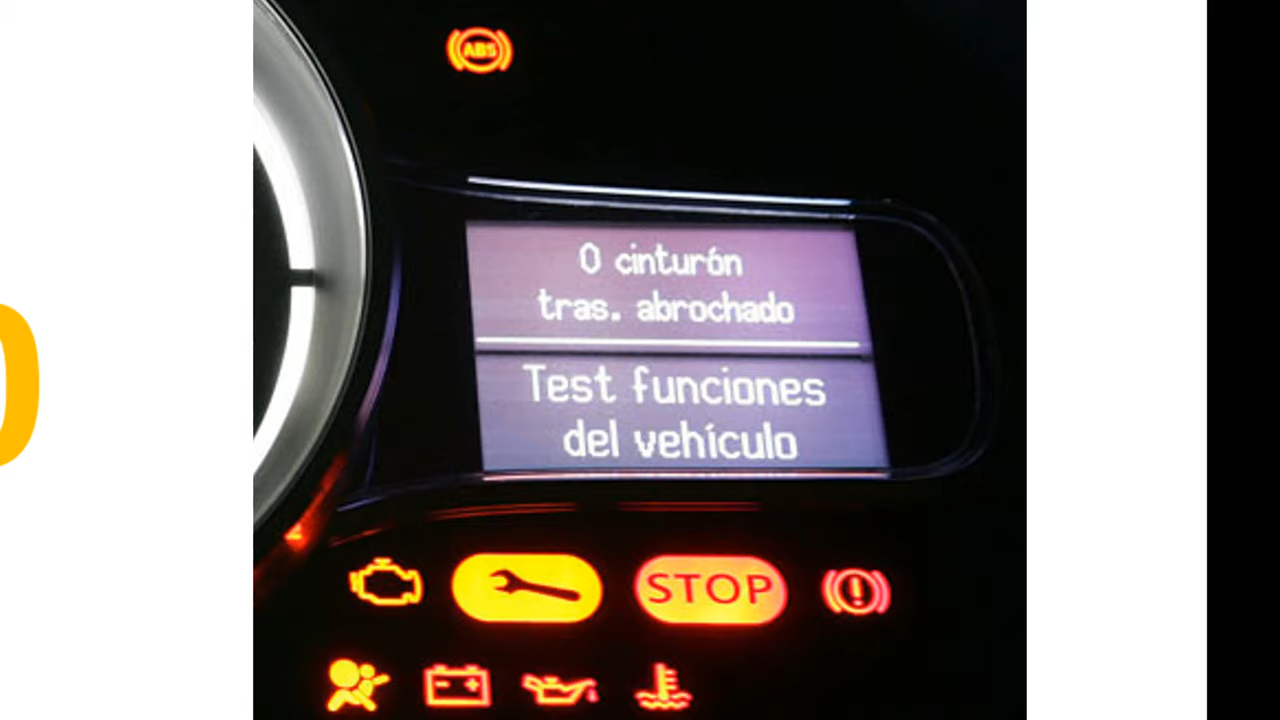 ABS
0 cinturón
tras. abrochado
Test funciones
del vehículo
STOP